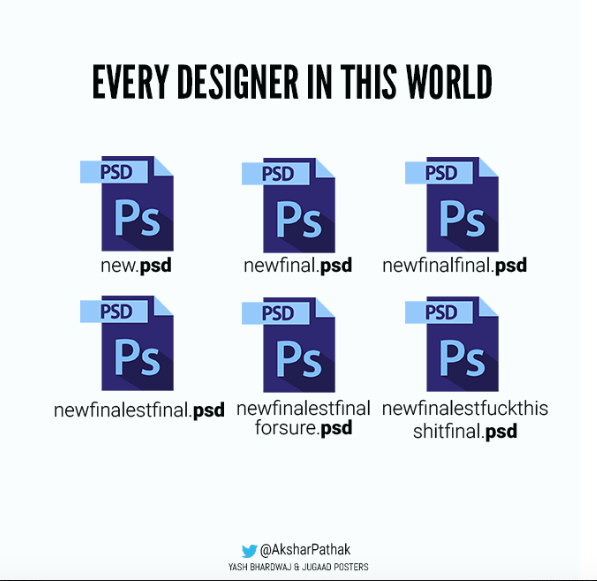 EVERY DESIGNER IN THIS WORLD
PSD PSD PSD
Ps Ps Ps
new.psd newfinal.psd newfinalfinal.psd
PSD PSD PSD
Ps Ps Ps
newfinalestfinal.psd newfinalestfinal newfinalestfuckthis
forsure.psd shitfinal.psd
@AksharPathak
YASH BHARDWAJ & JUGAAD POSTERS